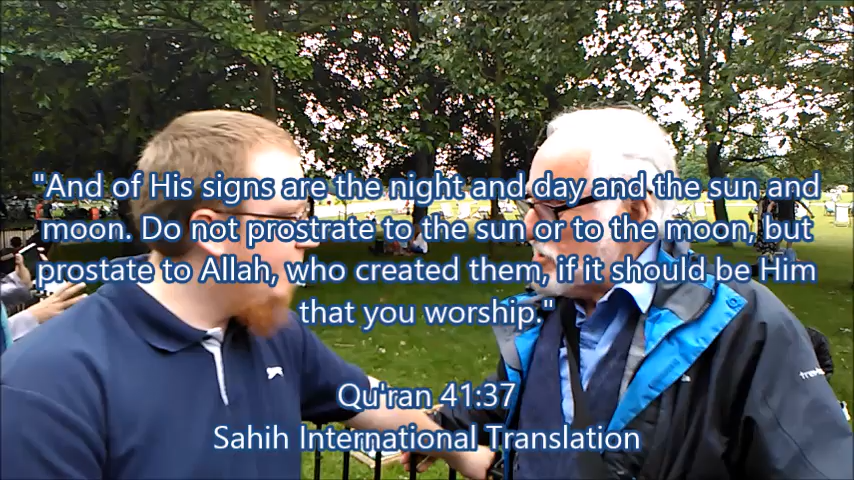 "And of His signs are the night and day and the sun and
moon. Do not prostrate to the sun or to the moon, but
prostate to Allah, who created them, if it should be Him
that you worship."
Qu'ran 41:37
Sahih International Translation